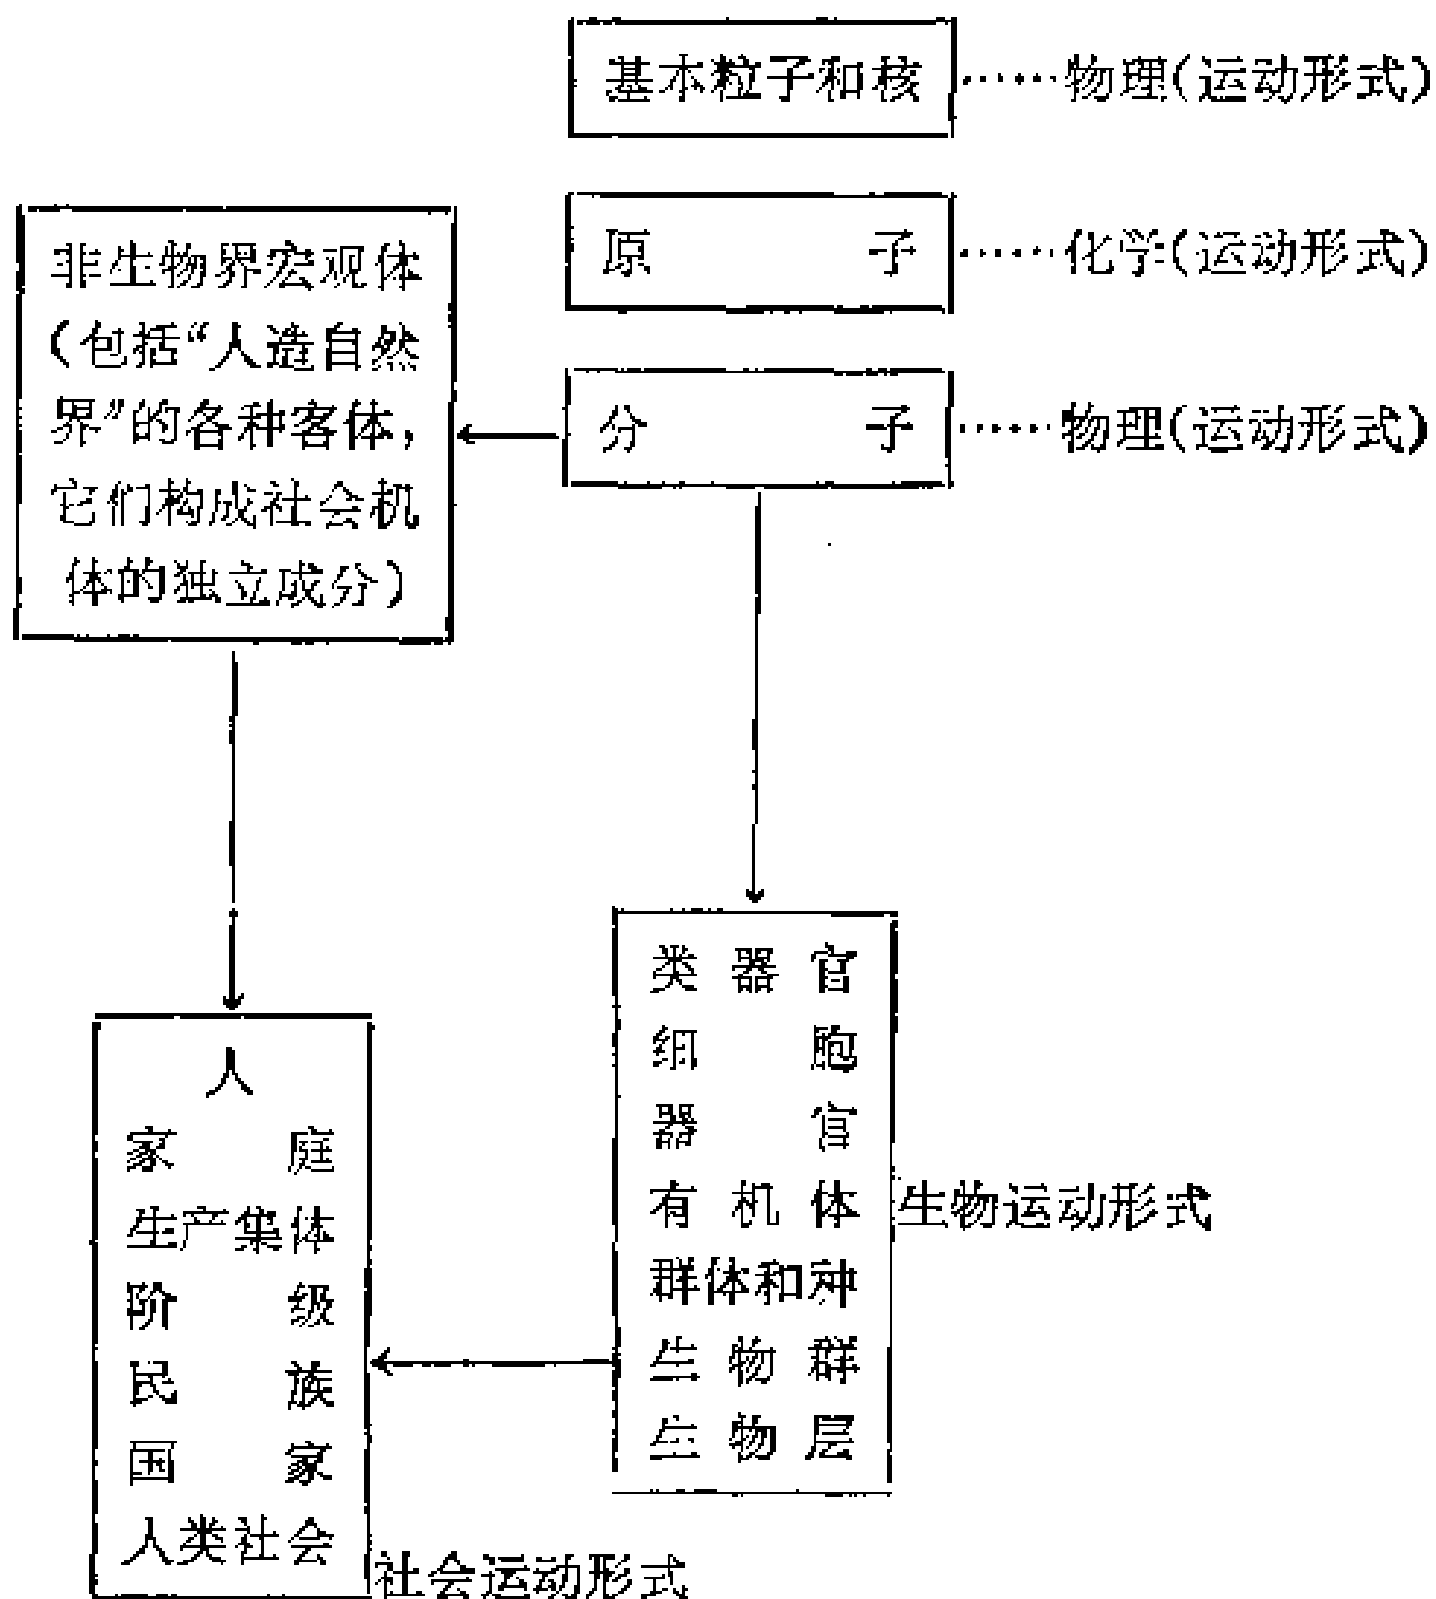 基本粒子和核……物理(运动形式)
原子……化学(运动形式)
分子……物理(运动形式)
非生物界宏观体
(包括“人造自然
界”的各种客体,
它们构成社会机
体的独立成分)
类器官
细胞
器官
有机体
群体和种
生物群
生物层
生物运动形式
人
家庭
生产集体
阶级
民族
国家
人类社会
社会运动形式